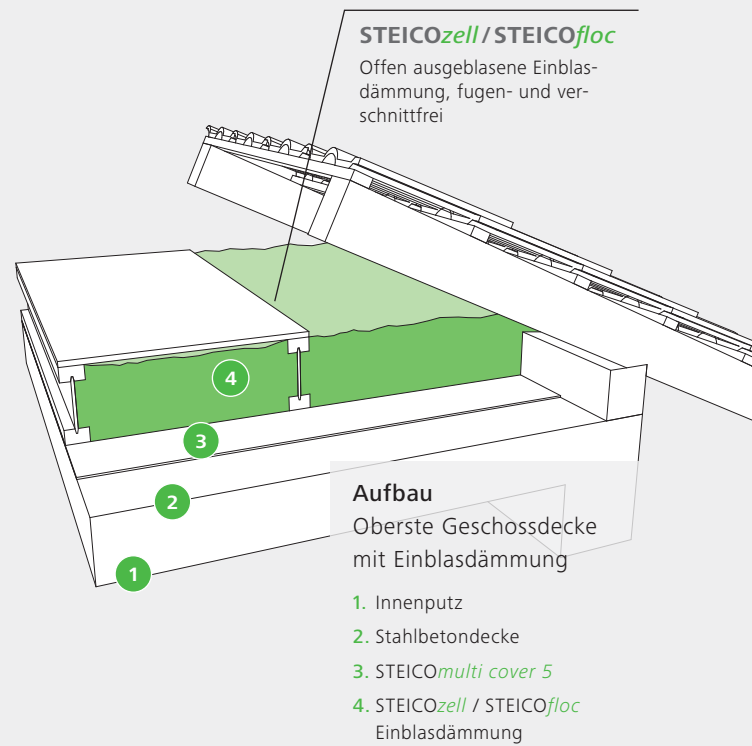 STEICOzell / STEICOfloc
Offen ausgeblasene Einblas-
dämmung, fugen- und ver-
schnittfrei
4
3
2
1
Aufbau
Oberste Geschossdecke
mit Einblasdämmung
1. Innenputz
2. Stahlbetondecke
3. STEICOmulti cover 5
4. STEICOzell / STEICOfloc
Einblasdämmung